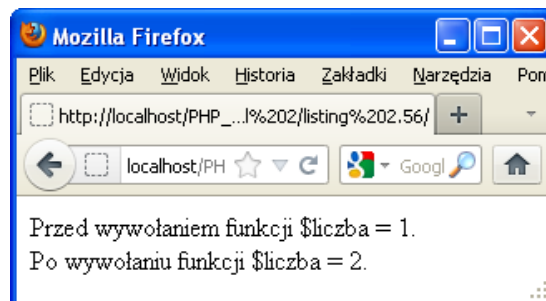 Mozilla Firefox
Plik Edycja Widok Historia Zakładki Narzędzia Pom
http://localhost/PHP_...l%202/listing%202.56/ +
localhost/PH Googl
Przed wywołaniem funkcji $liczba = 1.
Po wywołaniu funkcji $liczba = 2.